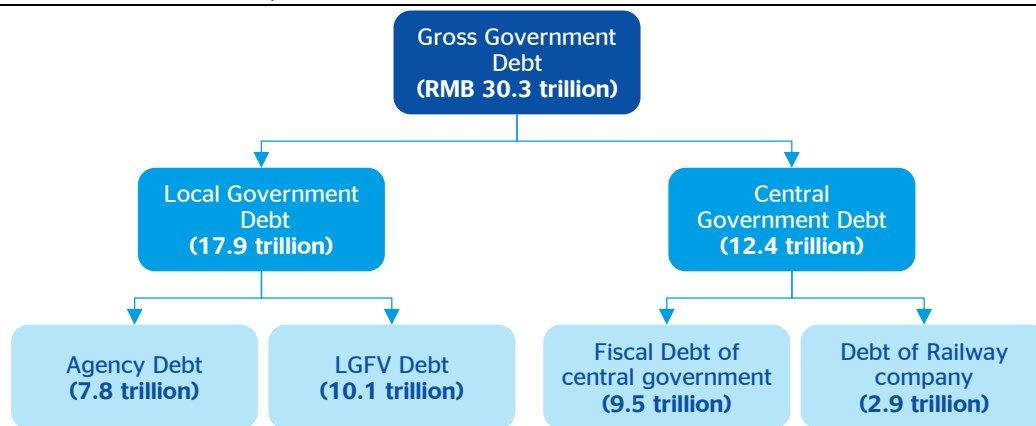 Gross Government
Debt
(RMB 30.3 trillion)
Local Government
Debt
(17.9 trillion)
Central
Government Debt
(12.4 trillion)
Agency Debt
(7.8 trillion)
LGFV Debt
(10.1 trillion)
Fiscal Debt of
central government
(9.5 trillion)
Debt of Railway
company
(2.9 trillion)